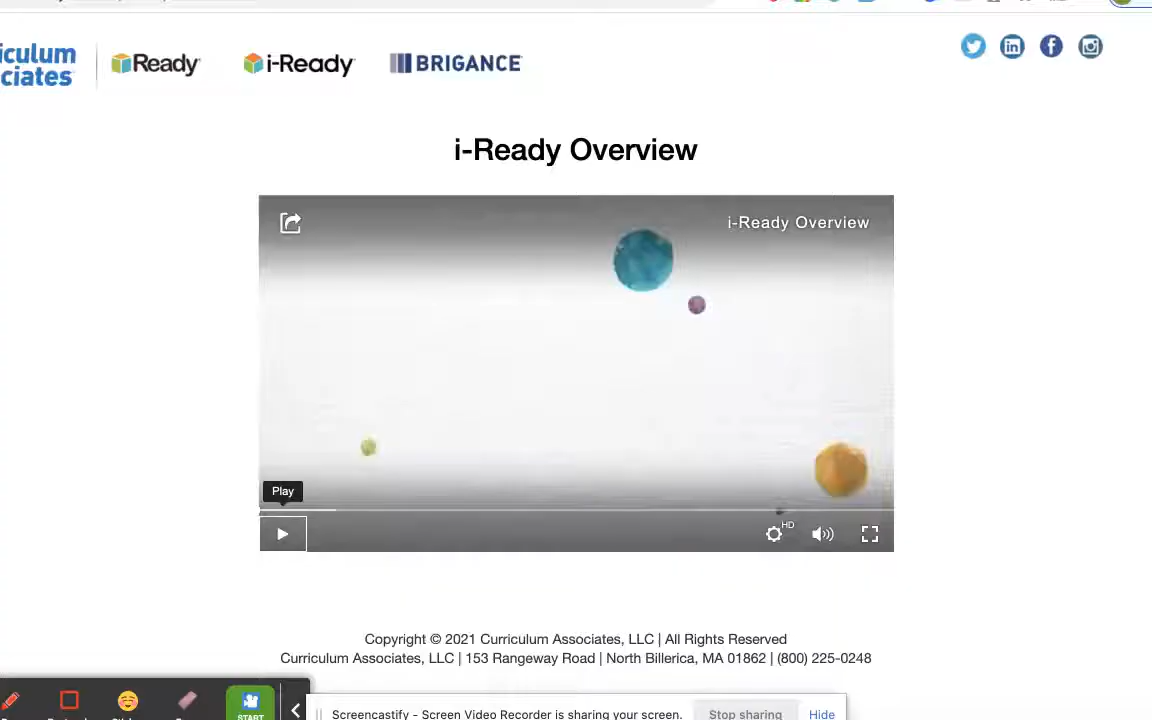 iculum
ciates
Ready
i-Ready
BRIGANCE
i-Ready Overview
i-Ready Overview
Play
HD
Copyright © 2021 Curriculum Associates, LLC | All Rights Reserved
Curriculum Associates, LLC | 153 Rangeway Road | North Billerica, MA 01862 | (800) 225-0248
START
Screencastify - Screen Video Recorder is sharing your screen.
Stop sharing
Hide